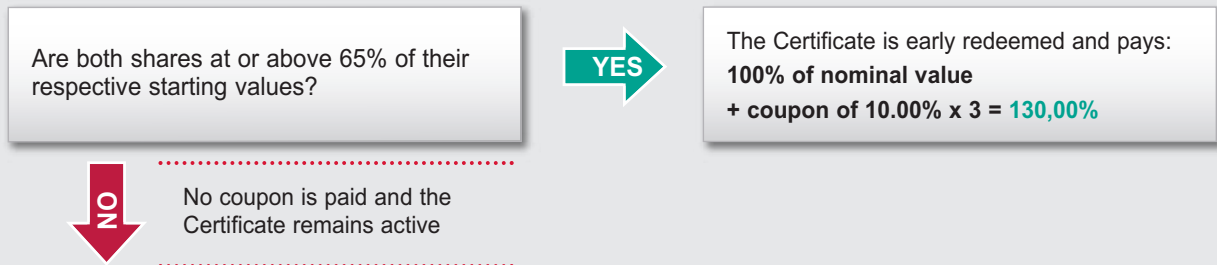 Are both shares at or above 65% of their
respective starting values?
YES
The Certificate is early redeemed and pays:
100% of nominal value
+ coupon of 10.00% x 3 = 130,00%
NO
No coupon is paid and the
Certificate remains active